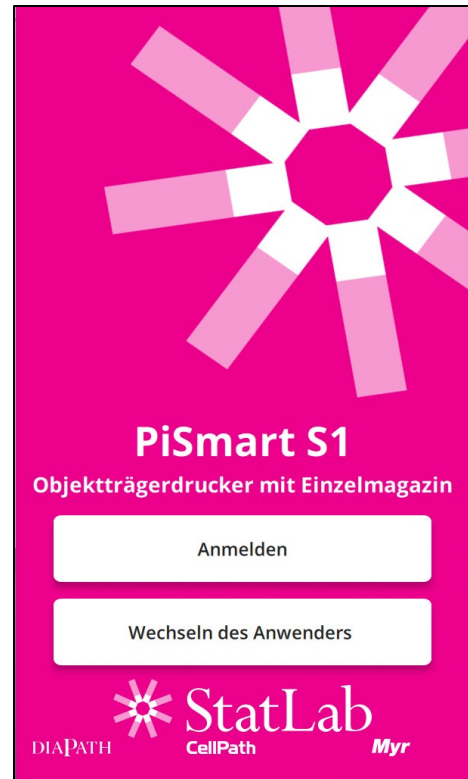 PiSmart S1
Objektträgerdrucker mit Einzelmagazin
Anmelden
Wechseln des Anwenders
StatLab
DIAPATH CellPath Myr